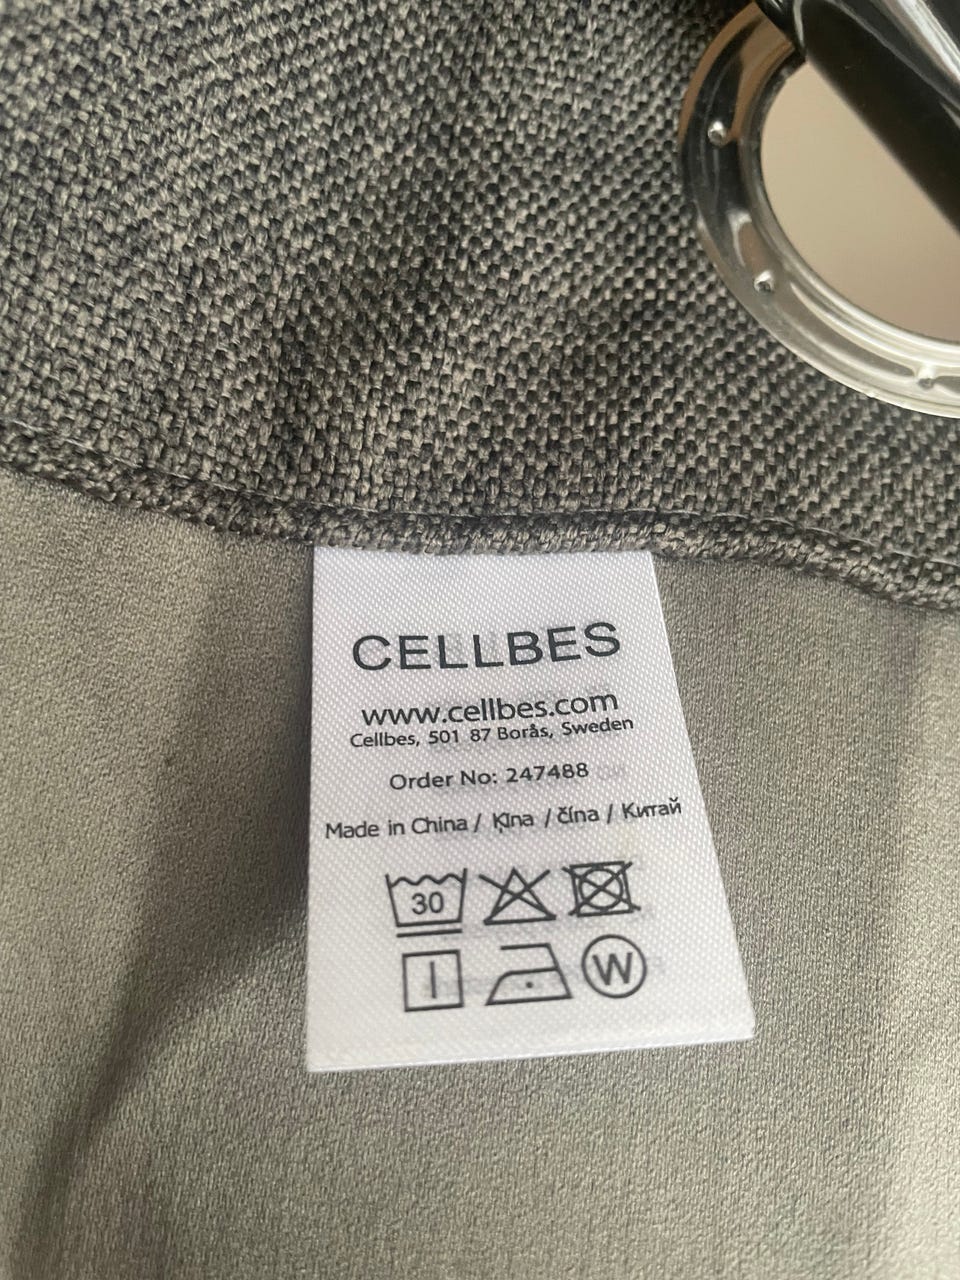 CELLBES
www.cellbes.com
Cellbes, 501 87 Borås, Sweden
Order No: 247488
Made in China / Ķīna / čína / Китай
30
W